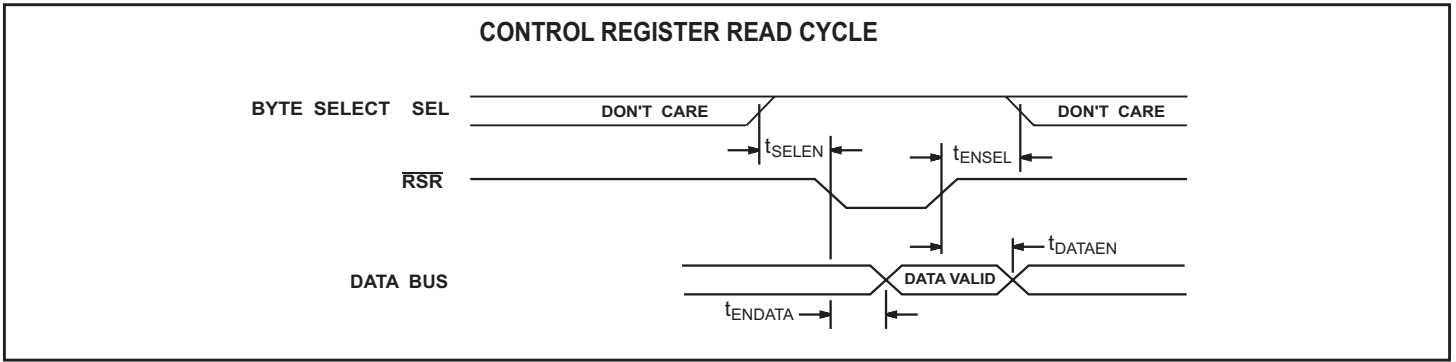 CONTROL REGISTER READ CYCLE
BYTE SELECT SEL
DON'T CARE
DON'T CARE
tSELEN
tENSEL
RSR
tDATAEN
DATA BUS
DATA VALID
tENDATA